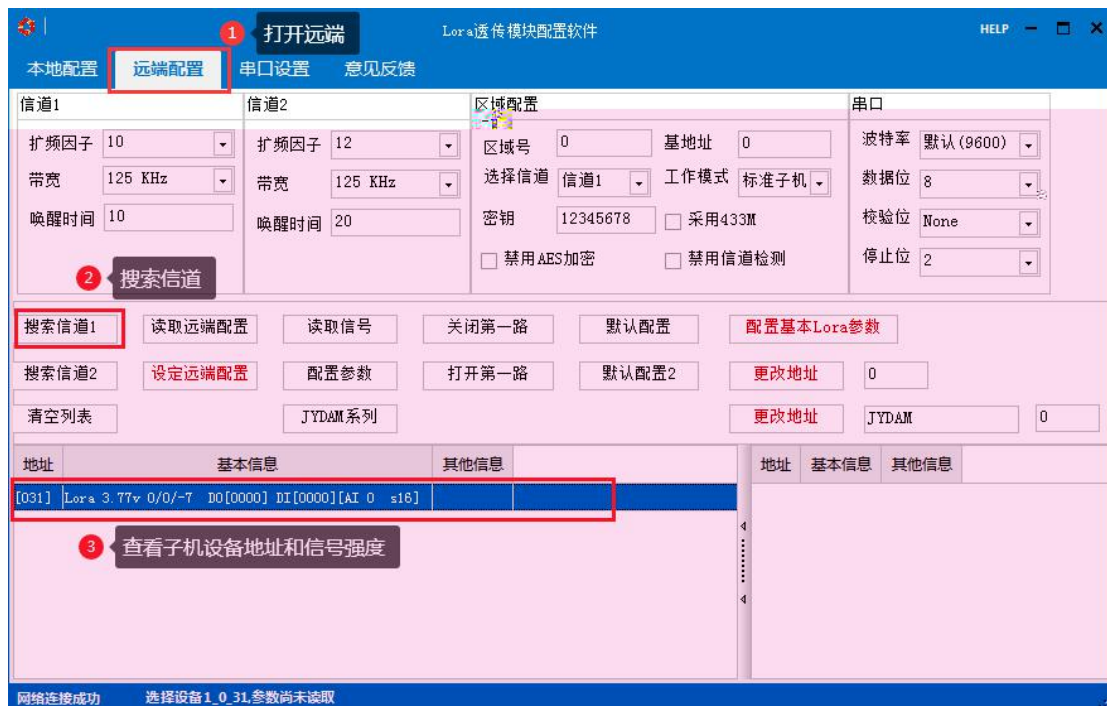 1 打开远端
Lora透传模块配置软件
HELP
本地配置 远端配置 串口设置 意见反馈
信道1 信道2 区域配置 串口
扩频因子 10 扩频因子 12 区域号 0 基地址 0 波特率 默认(9600)
带宽 125 KHz 带宽 125 KHz 选择信道 信道1 工作模式 标准子机 数据位 8
唤醒时间 10 唤醒时间 20 密钥 12345678 采用433M 校验位 None
禁用AES加密 禁用信道检测 停止位 2
2 搜索信道
搜索信道1 读取远端配置 读取信号 关闭第一路 默认配置 配置基本Lora参数
搜索信道2 设定远端配置 配置参数 打开第一路 默认配置2 更改地址 0
清空列表 JYDAM系列 更改地址 JYDAM 0
地址 基本信息 其他信息 地址 基本信息 其他信息
[031] Lora 3.77v 0/0/-7 DO[0000] DI[0000][AI 0 s16]
3 查看子机设备地址和信号强度
网络连接成功 选择设备1_0_31,参数尚未读取